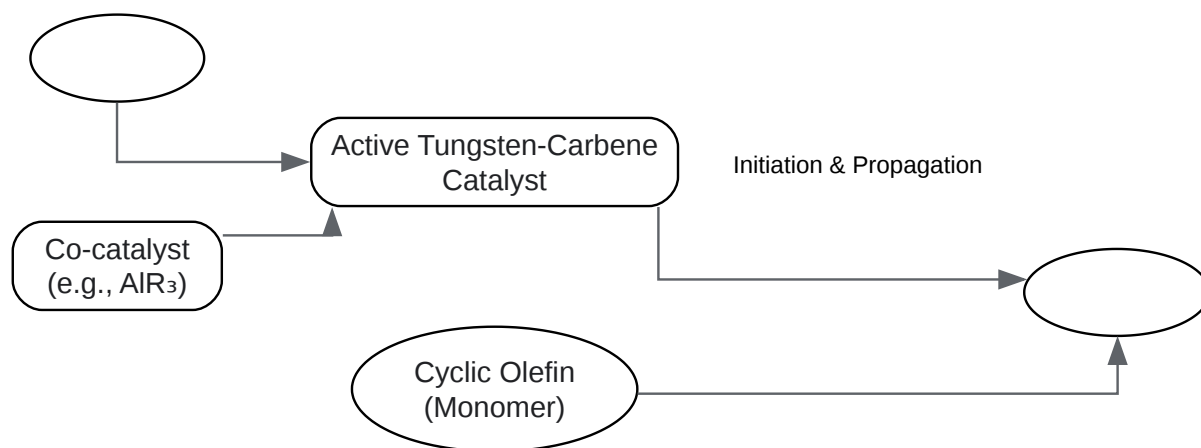 Active Tungsten-Carbene
Catalyst
Initiation & Propagation
Co-catalyst
(e.g., AlR₃)
Cyclic Olefin
(Monomer)